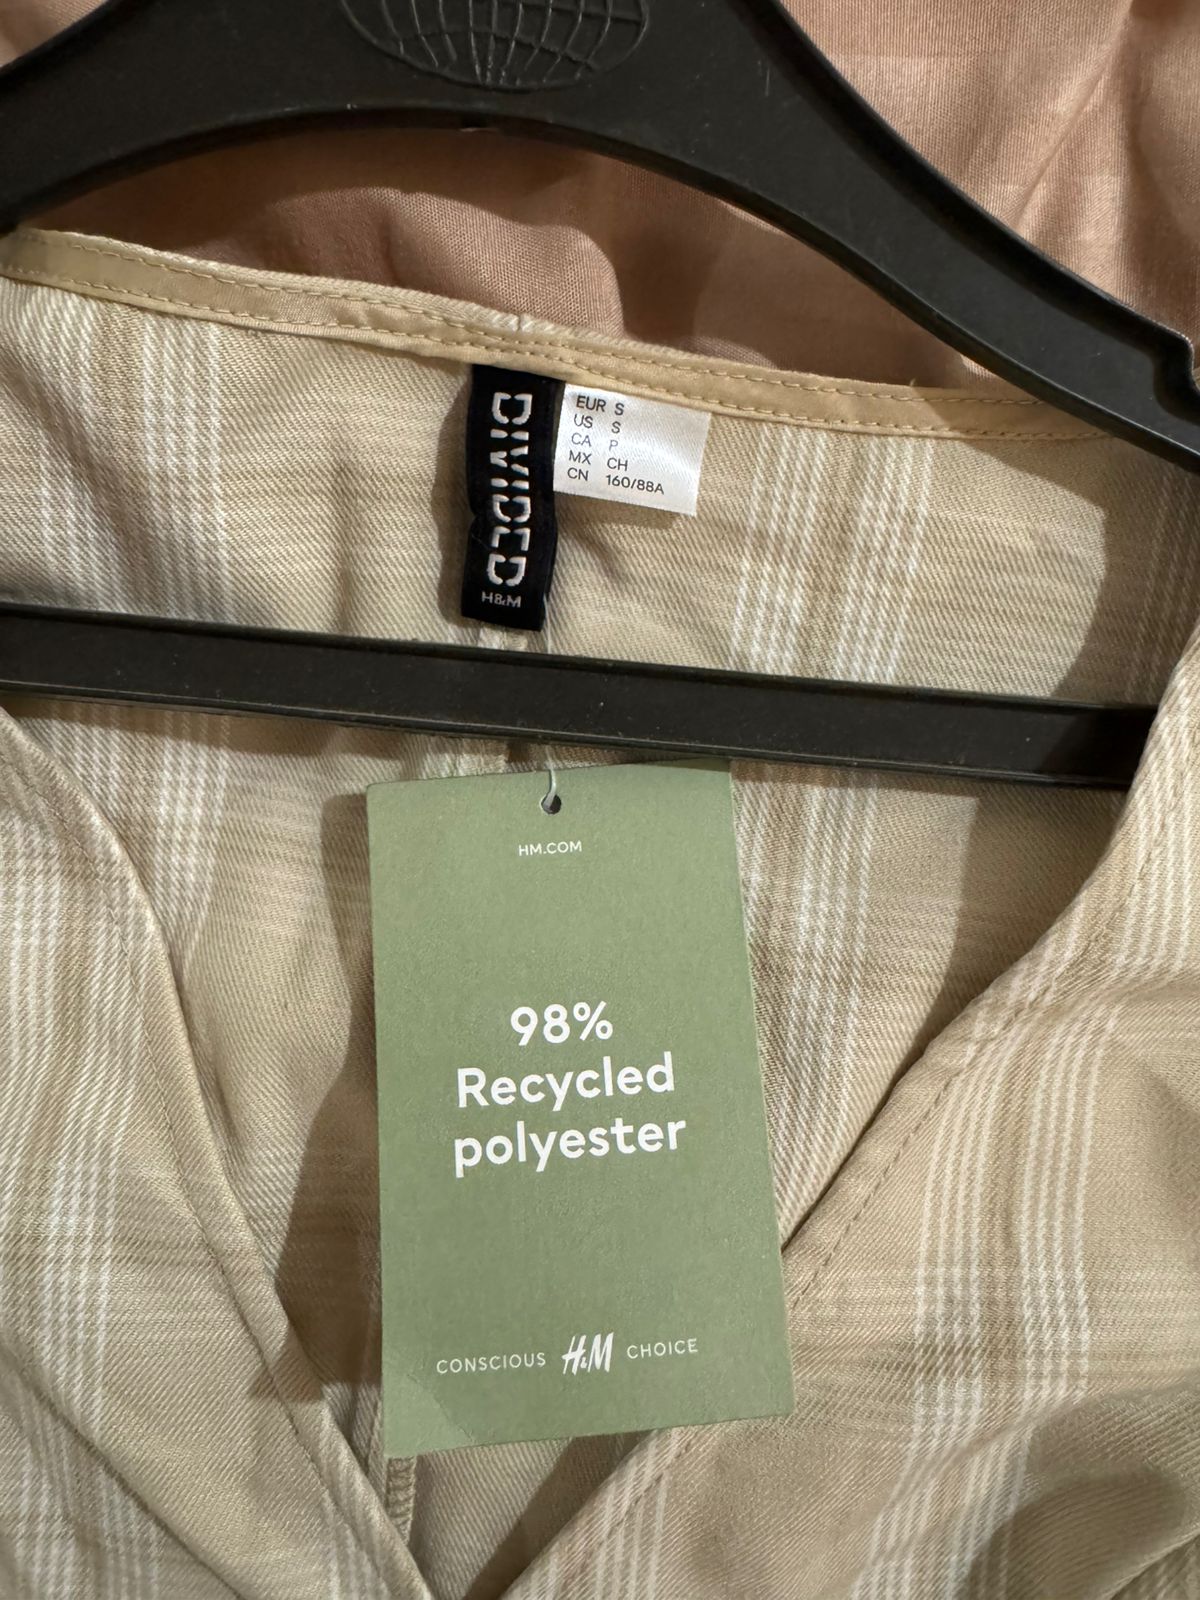 DIVIDED
H&M
EUR S
US S
CA P
MX CH
CN 160/88A
HM.COM
98%
Recycled
polyester
CONSCIOUS H&M CHOICE